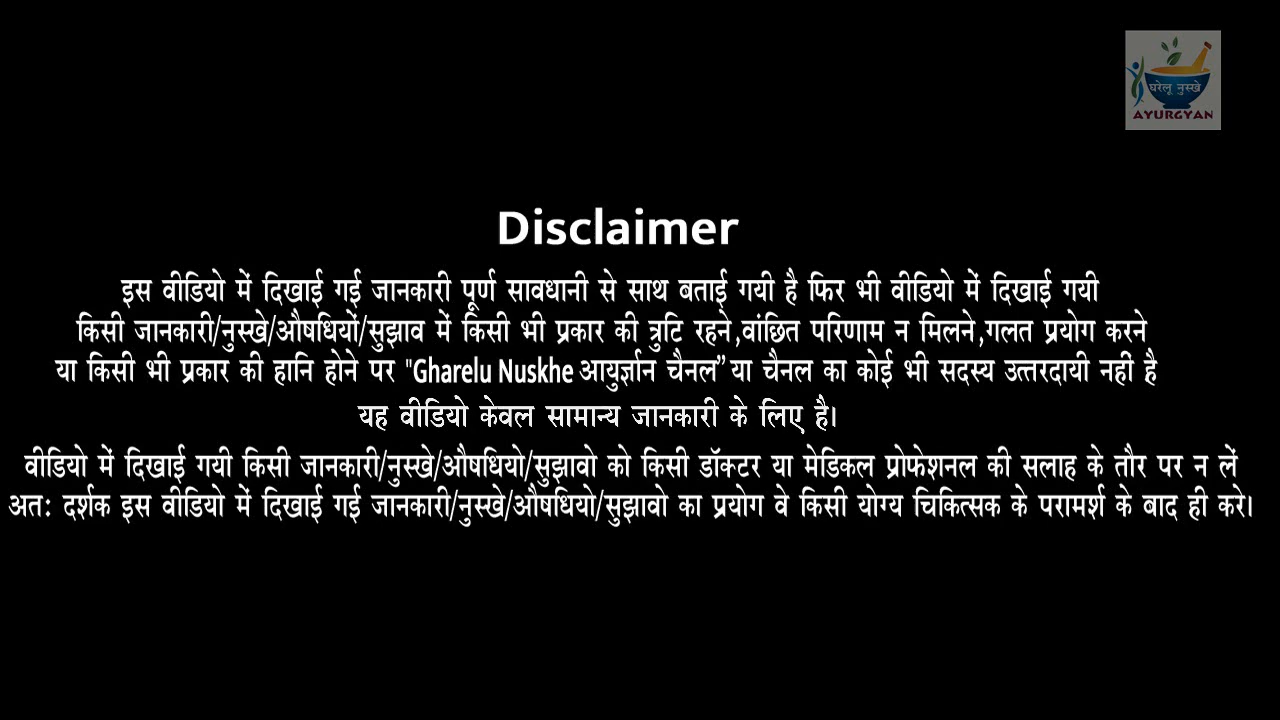 घरेलू नुस्खे
AYURGYAN
Disclaimer
इस वीडियो में दिखाई गई जानकारी पूर्ण सावधानी से साथ बताई गयी है फिर भी वीडियो में दिखाई गयी
किसी जानकारी/नुस्खे/औषधियों/सुझाव में किसी भी प्रकार की त्रुटि रहने,वांछित परिणाम न मिलने,गलत प्रयोग करने
या किसी भी प्रकार की हानि होने पर "Gharelu Nuskhe आयुर्ज्ञान चैनल” या चैनल का कोई भी सदस्य उत्तरदायी नहीं है
यह वीडियो केवल सामान्य जानकारी के लिए है।
वीडियो में दिखाई गयी किसी जानकारी/नुस्खे/औषधियो/सुझावो को किसी डॉक्टर या मेडिकल प्रोफेशनल की सलाह के तौर पर न लें
अतः दर्शक इस वीडियो में दिखाई गई जानकारी/नुस्खे/औषधियो/सुझावो का प्रयोग वे किसी योग्य चिकित्सक के परामर्श के बाद ही करे।